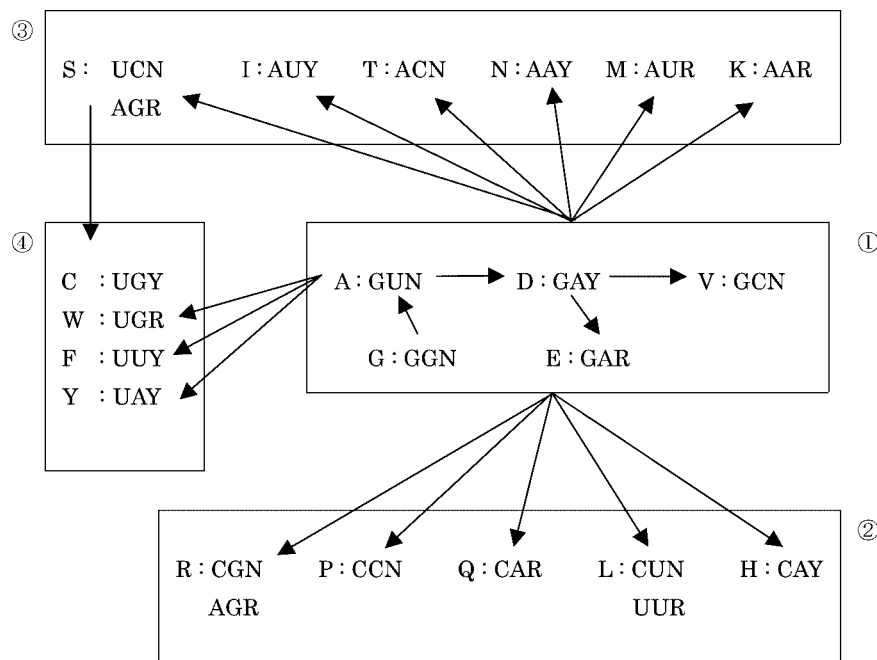 ③
S : UCN I : AUY T : ACN N : AAY M : AUR K : AAR
AGR
④
①
C : UGY A : GUN D : GAY V : GCN
W : UGR
F : UUY G : GGN E : GAR
Y : UAY
②
R : CGN P : CCN Q : CAR L : CUN H : CAY
AGR UUR